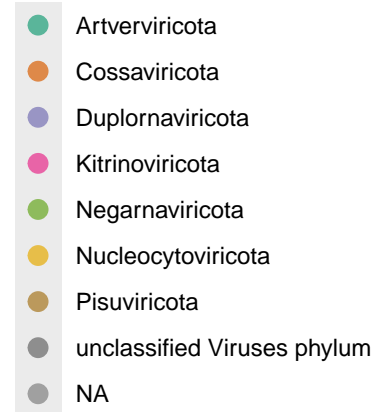 Artverviricota
Cossaviricota
Duplornaviricota
Kitrinoviricota
Negarnaviricota
Nucleocytoviricota
Pisuviricota
unclassified Viruses phylum
NA